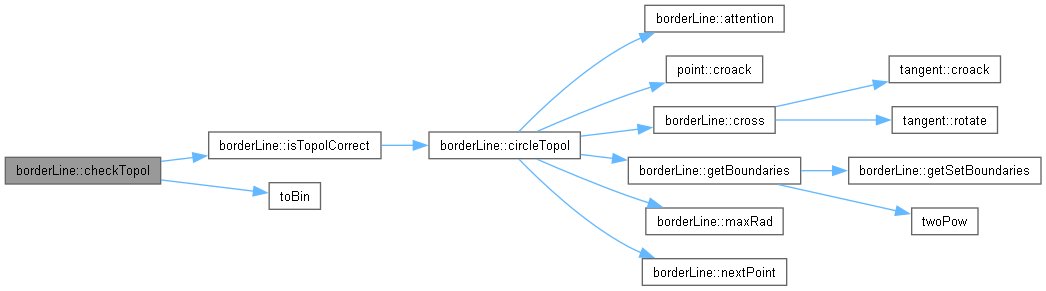 borderLine::checkTopol
borderLine::isTopolCorrect
toBin
borderLine::circleTopol
borderLine::attention
point::croack
borderLine::cross
borderLine::getBoundaries
borderLine::maxRad
borderLine::nextPoint
tangent::croack
tangent::rotate
borderLine::getSetBoundaries
twoPow